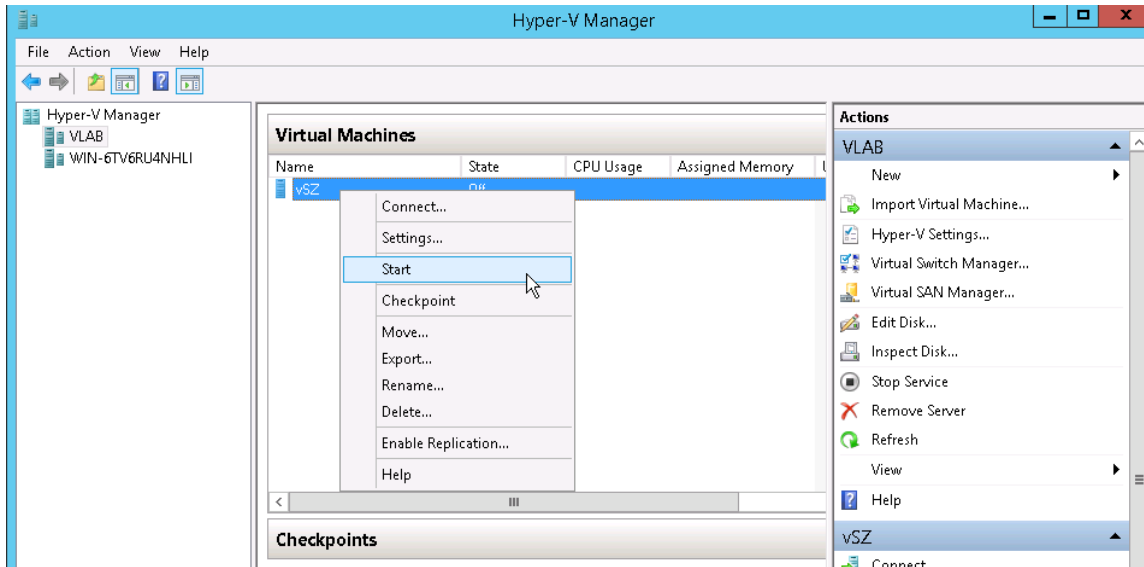 Hyper-V Manager
File Action View Help
Hyper-V Manager
VLAB
WIN-6TV6RU4NHLI
Virtual Machines
Name State CPU Usage Assigned Memory
vSZ Off
Connect...
Settings...
Start
Checkpoint
Move...
Export...
Rename...
Delete...
Enable Replication...
Help
Checkpoints
Actions
VLAB
New
Import Virtual Machine...
Hyper-V Settings...
Virtual Switch Manager...
Virtual SAN Manager...
Edit Disk...
Inspect Disk...
Stop Service
Remove Server
Refresh
View
Help
vSZ
Connect